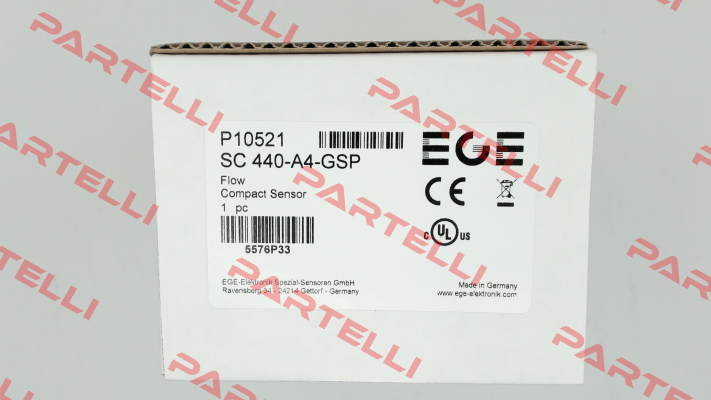 P10521
EGE
SC 440-A4-GSP
Flow
Compact Sensor
1 pc
5576P33
CE
C UL US
EGE-Elektronik Spezial-Sensoren GmbH
Ravensberg 34 - 24214 Gettorf - Germany
Made in Germany
www.ege-elektronik.com
PARTELLI
PARTELLI
PARTELLI
PARTELLI
PARTELLI
PARTELLI
PARTELLI
PARTELLI